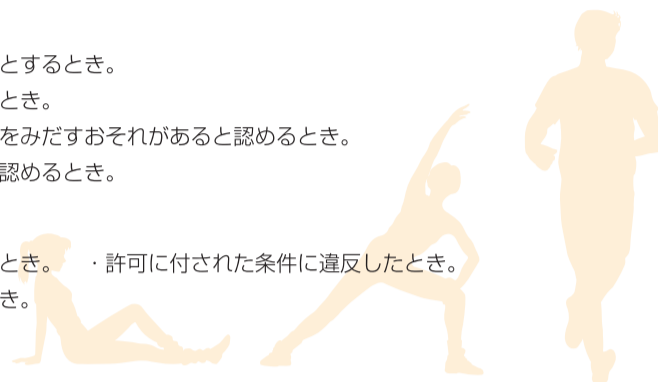 とするとき。
とき。
をみだすおそれがあると認めるとき。
認めるとき。
とき。　・許可に付された条件に違反したとき。
き。